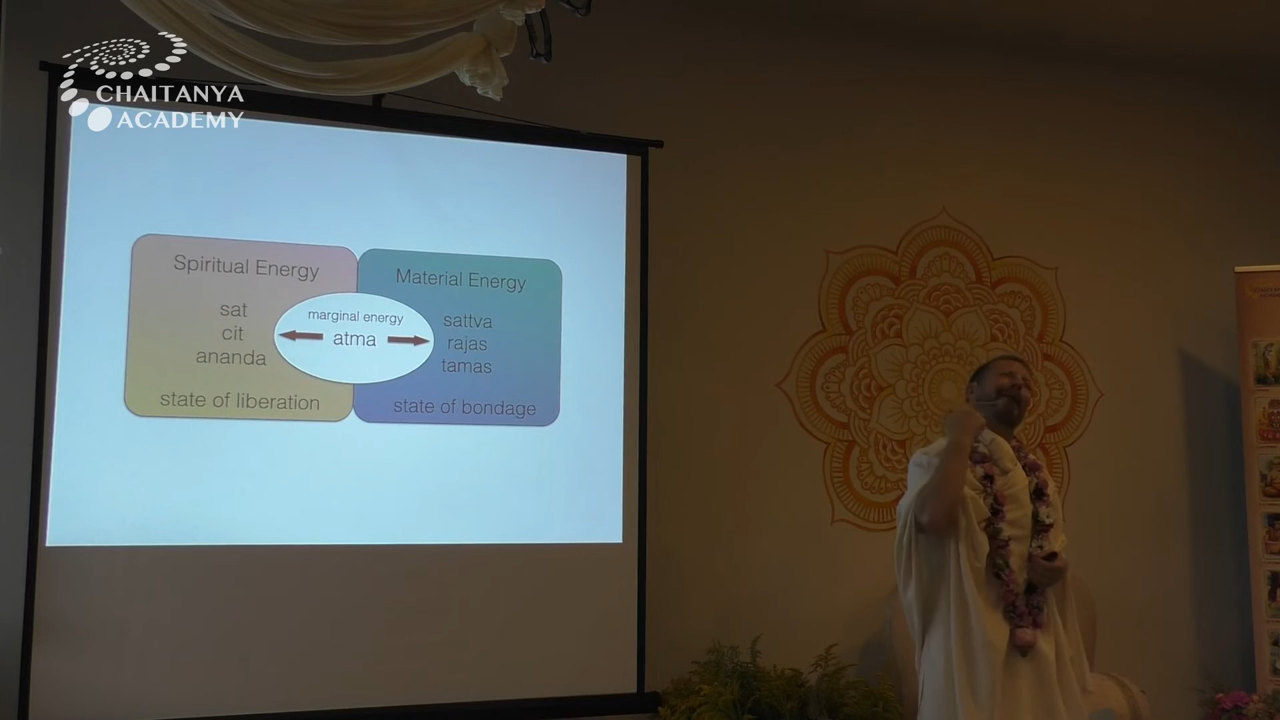 CHAITANYA
ACADEMY
Spiritual Energy
sat
cit
ananda
state of liberation
marginal energy
atma
Material Energy
sattva
rajas
tamas
state of bondage